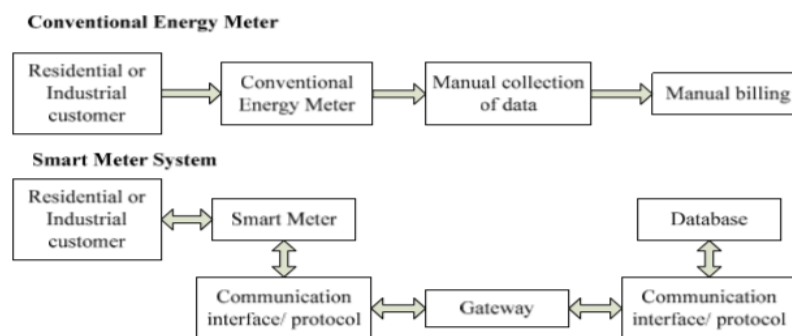 Conventional Energy Meter
Residential or
Industrial
customer
Conventional
Energy Meter
Manual collection
of data
Manual billing
Smart Meter System
Residential or
Industrial
customer
Smart Meter
Database
Communication
interface/ protocol
Gateway
Communication
interface/ protocol